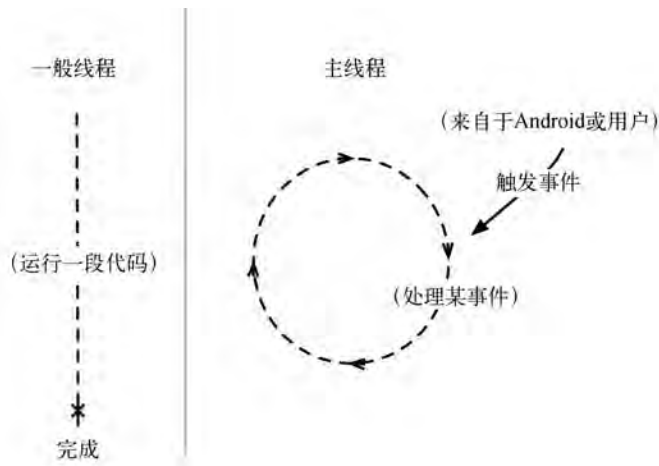 一般线程
主线程
(来自于Android或用户)
触发事件
(运行一段代码)
(处理某事件)
完成